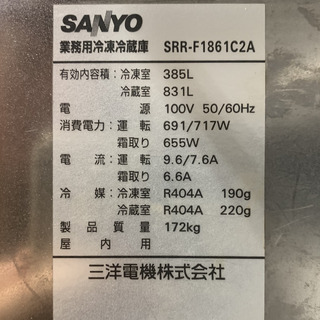 SANYO
業務用冷凍冷蔵庫 SRR-F1861C2A
有効内容積:冷凍室 385L
冷蔵室 831L
電 源 100V 50/60Hz
消費電力:運 転 691/717W
霜取り 655W
電 流:運 転 9.6/7.6A
霜取り 6.6A
冷 媒:冷凍室 R404A 190g
冷蔵室 R404A 220g
製品質量 172kg
屋内用
三洋電機株式会社